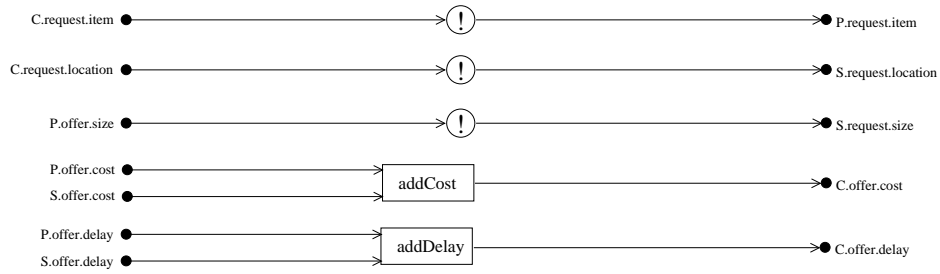 C.request.item ! P.request.item
C.request.location ! S.request.location
P.offer.size ! S.request.size
P.offer.cost
addCost C.offer.cost
S.offer.cost
P.offer.delay
addDelay C.offer.delay
S.offer.delay